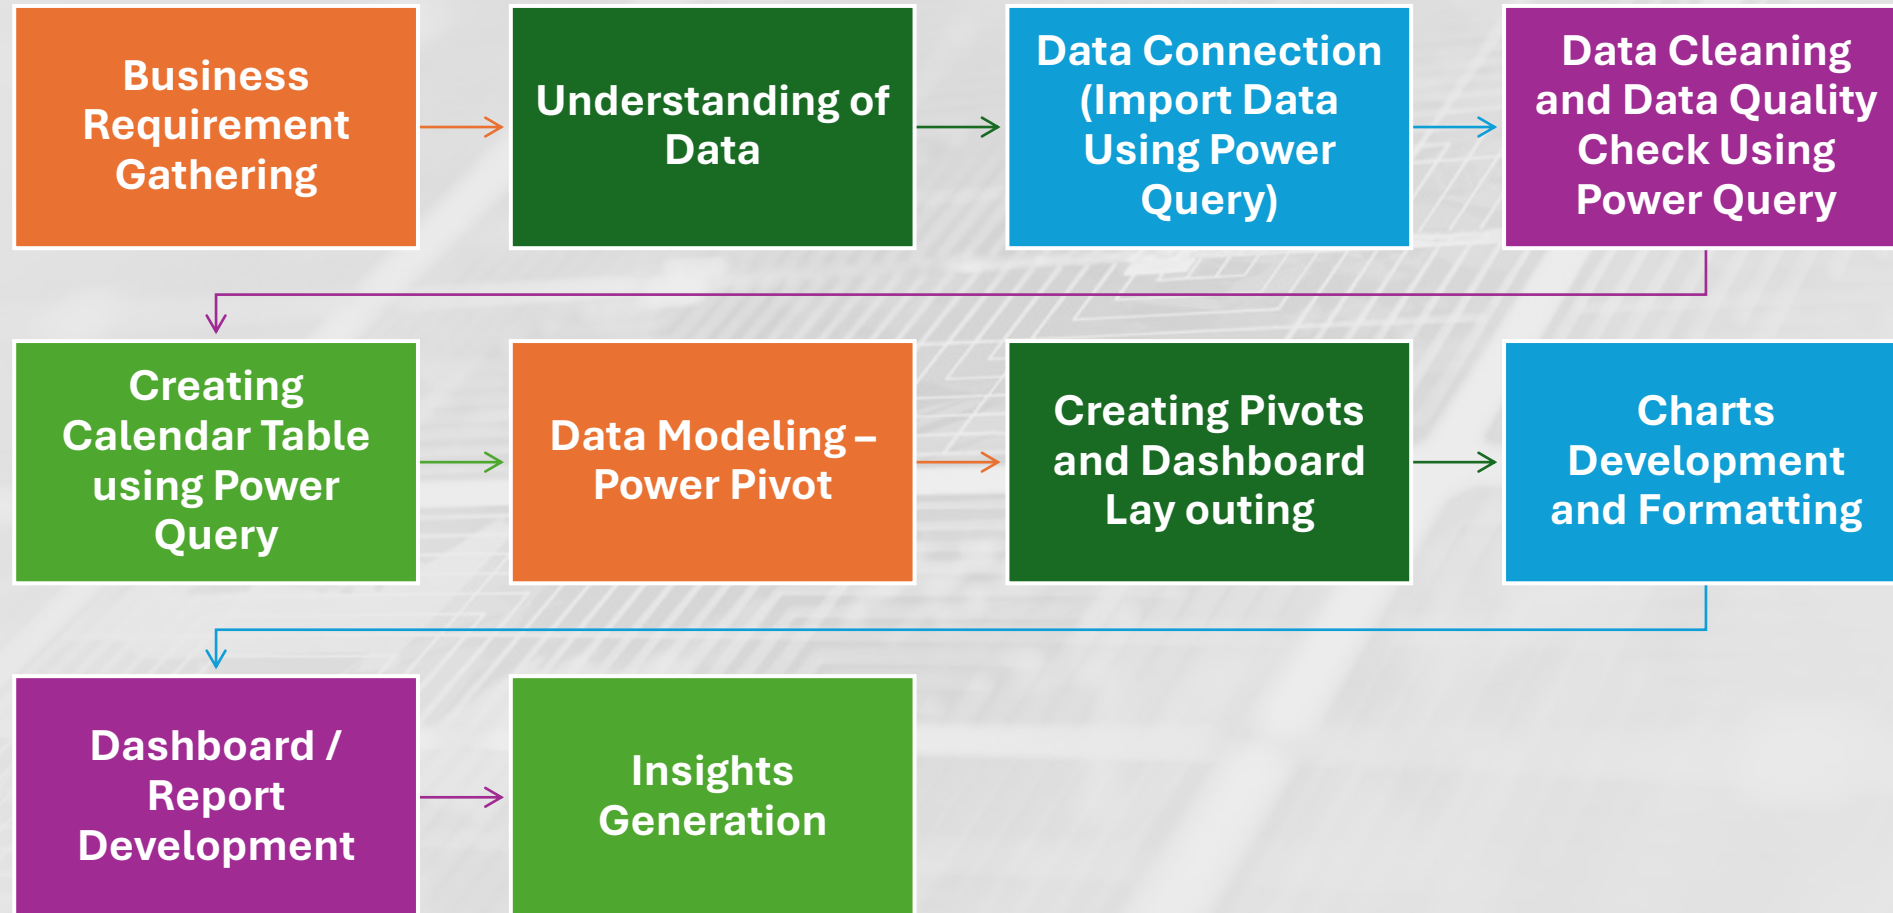 Business
Requirement
Gathering
Understanding of
Data
Data Connection
(Import Data
Using Power
Query)
Data Cleaning
and Data Quality
Check Using
Power Query
Creating
Calendar Table
using Power
Query
Data Modeling –
Power Pivot
Creating Pivots
and Dashboard
Lay outing
Charts
Development
and Formatting
Dashboard /
Report
Development
Insights
Generation